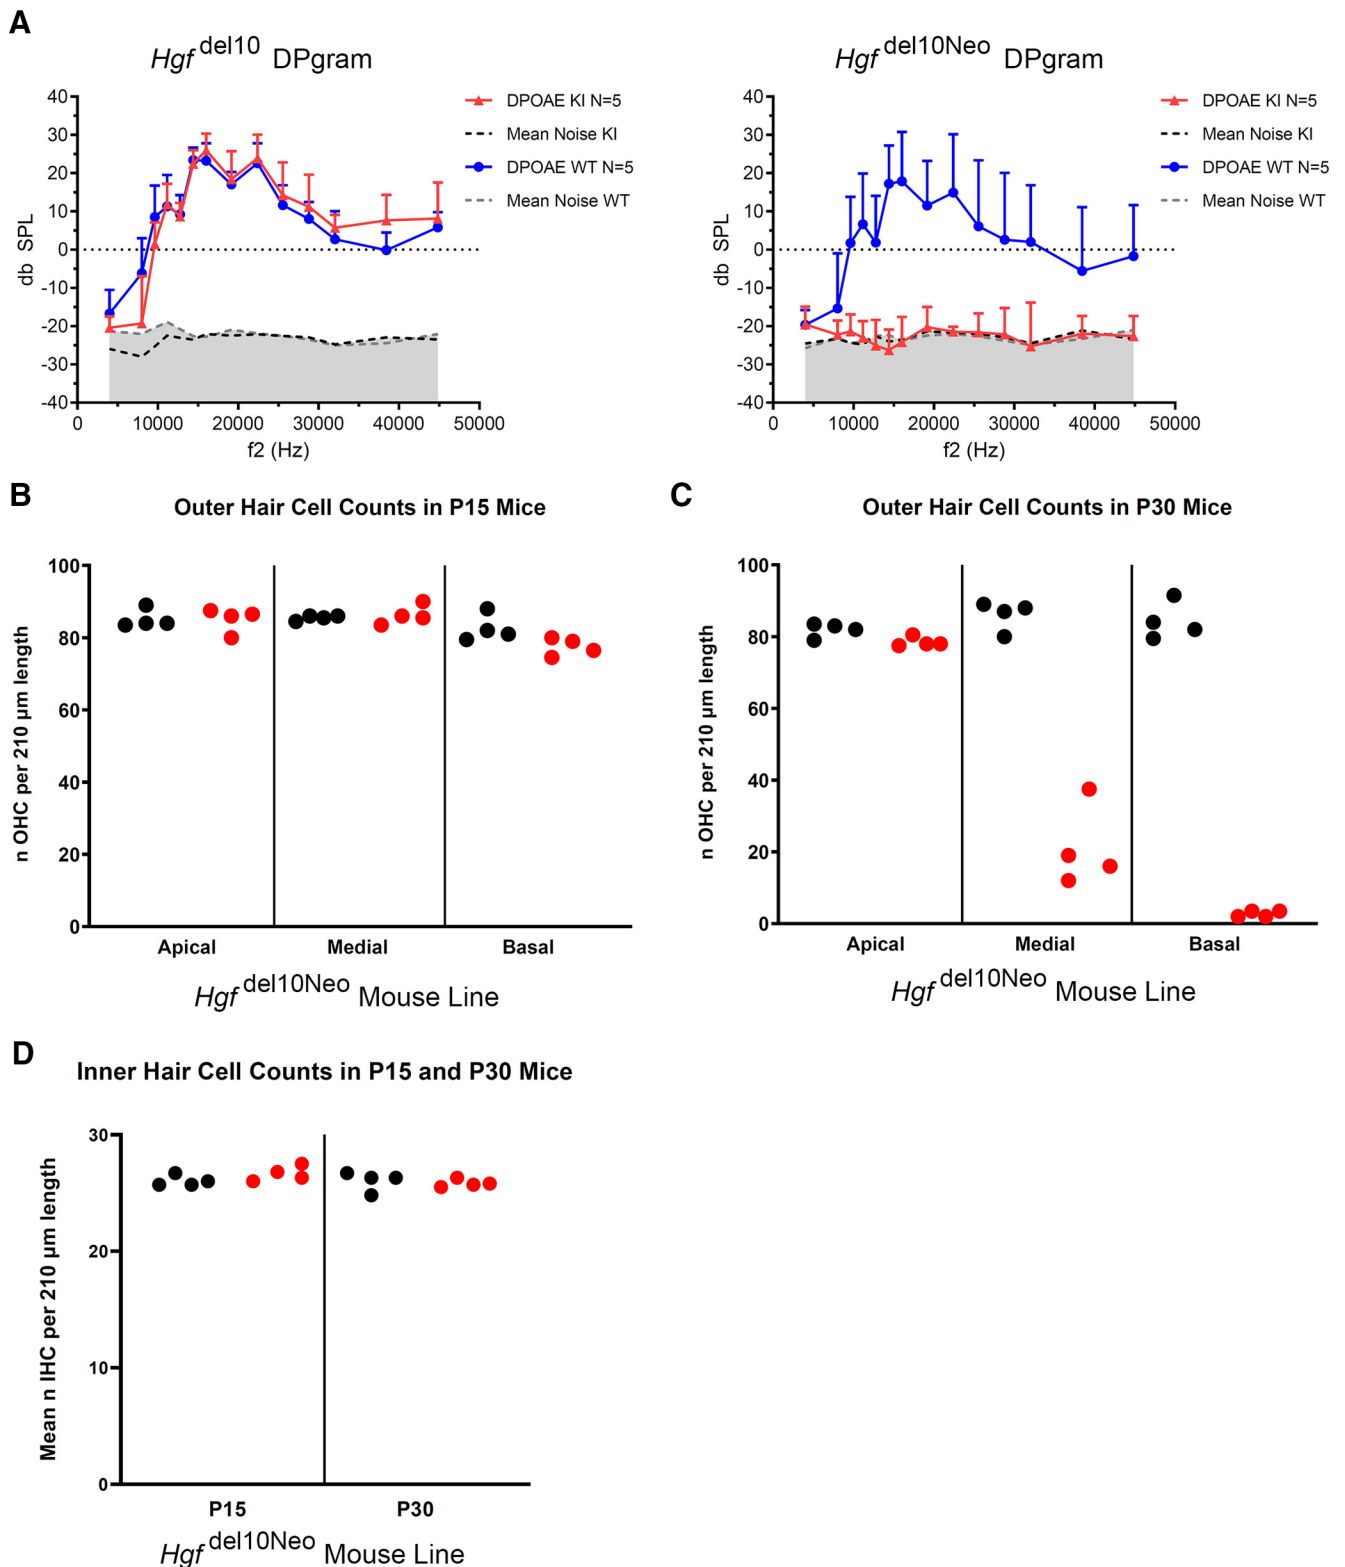 A
Hgf del10 DPgram
40
30
20
10
0
-10
-20
-30
-40
db SPL
0 10000 20000 30000 40000 50000
f2 (Hz)
DPOAE KI N=5
Mean Noise KI
DPOAE WT N=5
Mean Noise WT
Hgf del10Neo DPgram
40
30
20
10
0
-10
-20
-30
-40
db SPL
0 10000 20000 30000 40000 50000
f2 (Hz)
DPOAE KI N=5
Mean Noise KI
DPOAE WT N=5
Mean Noise WT
B
Outer Hair Cell Counts in P15 Mice
100
80
60
40
20
0
n OHC per 210 µm length
Apical Medial Basal
Hgf del10Neo Mouse Line
C
Outer Hair Cell Counts in P30 Mice
100
80
60
40
20
0
n OHC per 210 µm length
Apical Medial Basal
Hgf del10Neo Mouse Line
D
Inner Hair Cell Counts in P15 and P30 Mice
30
20
10
0
Mean n IHC per 210 µm length
P15 P30
Hgf del10Neo Mouse Line